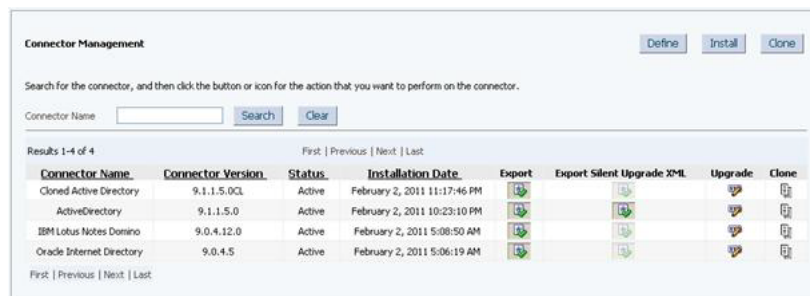 Connector Management
Define Install Clone
Search for the connector, and then click the button or icon for the action that you want to perform on the connector.
Connector Name Search Clear
Results 1-4 of 4 First | Previous | Next | Last
Connector Name Connector Version Status Installation Date Export Export Silent Upgrade XML Upgrade Clone
Cloned Active Directory 9.1.1.5.0CL Active February 2, 2011 11:17:46 PM
ActiveDirectory 9.1.1.5.0 Active February 2, 2011 10:23:10 PM
IBM Lotus Notes Domino 9.0.4.12.0 Active February 2, 2011 5:08:50 AM
Oracle Internet Directory 9.0.4.5 Active February 2, 2011 5:06:19 AM
First | Previous | Next | Last